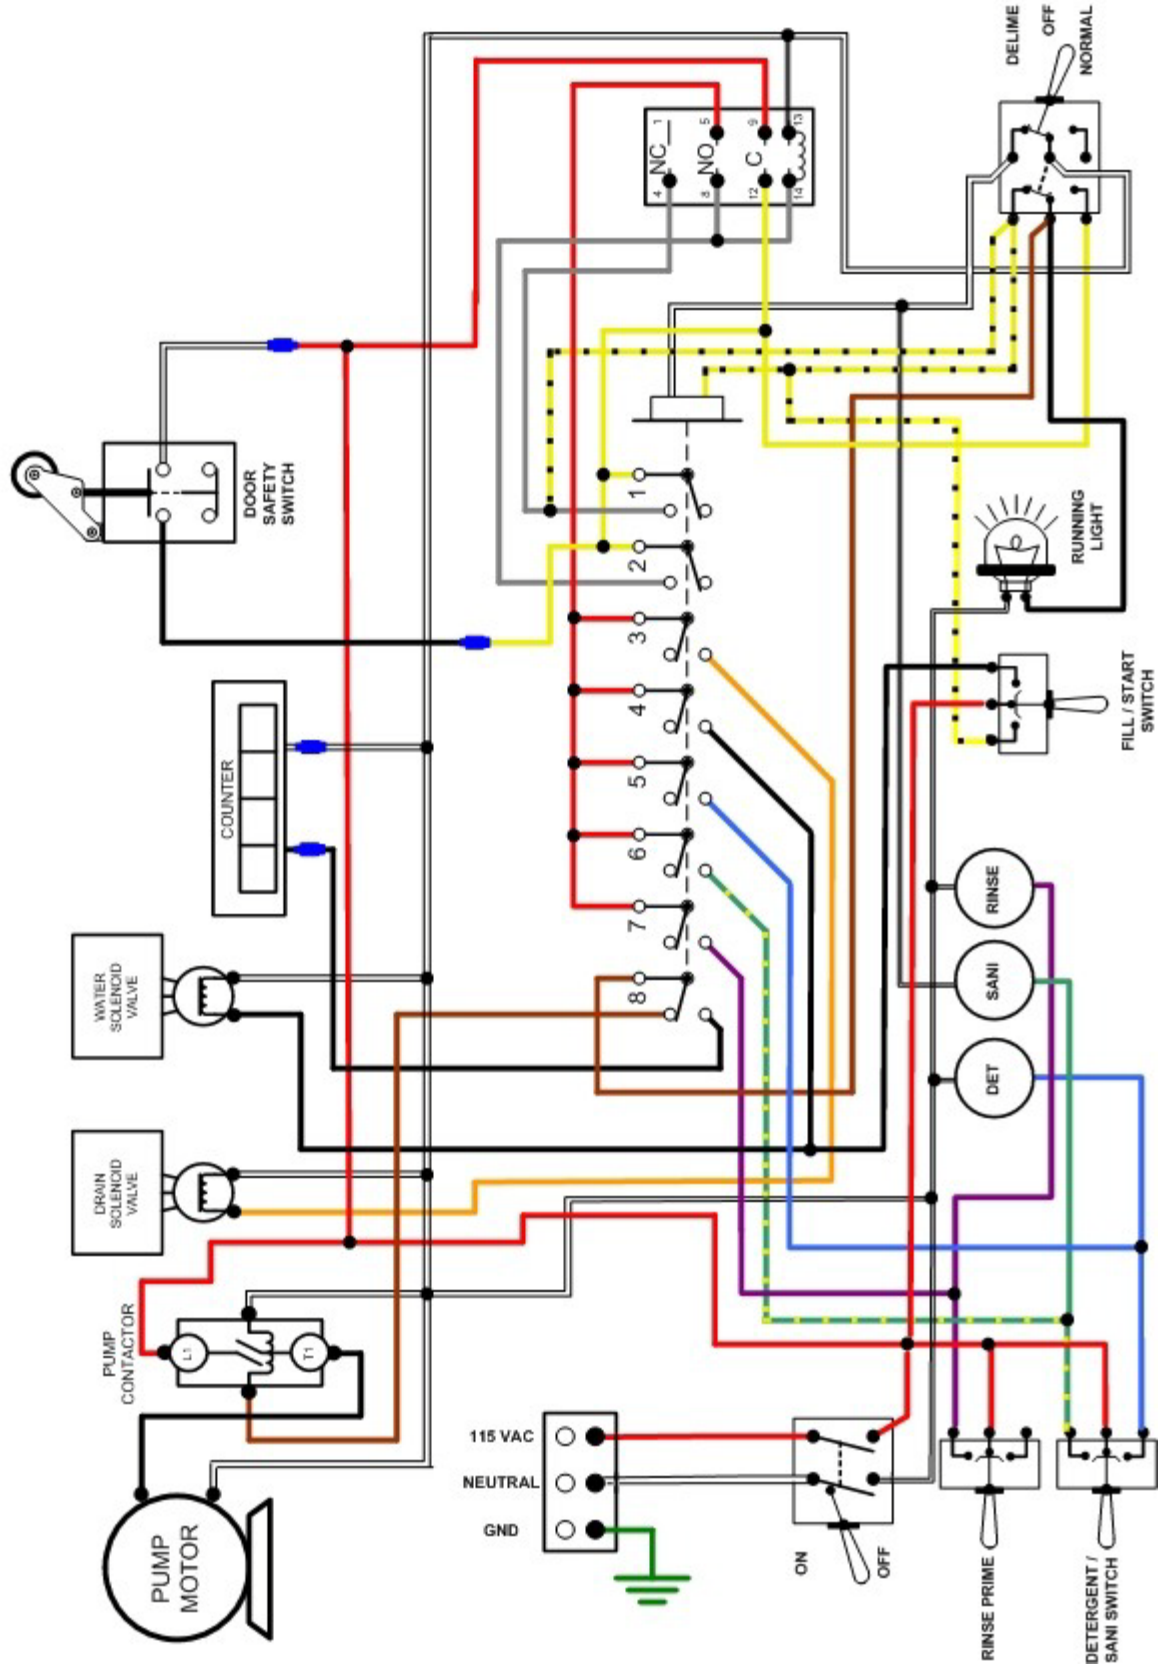 DELIME
OFF
NORMAL
NC
1
4
NO
5
8
C
9
12
13
14
DOOR
SAFETY
SWITCH
1
2
3
4
5
6
7
8
RUNNING
LIGHT
FILL / START
SWITCH
COUNTER
WATER
SOLENOID
VALVE
RINSE
SANI
DET
DRAIN
SOLENOID
VALVE
PUMP
CONTACTOR
L1
T1
PUMP
MOTOR
115 VAC
NEUTRAL
GND
ON
OFF
RINSE PRIME
DETERGENT /
SANI SWITCH